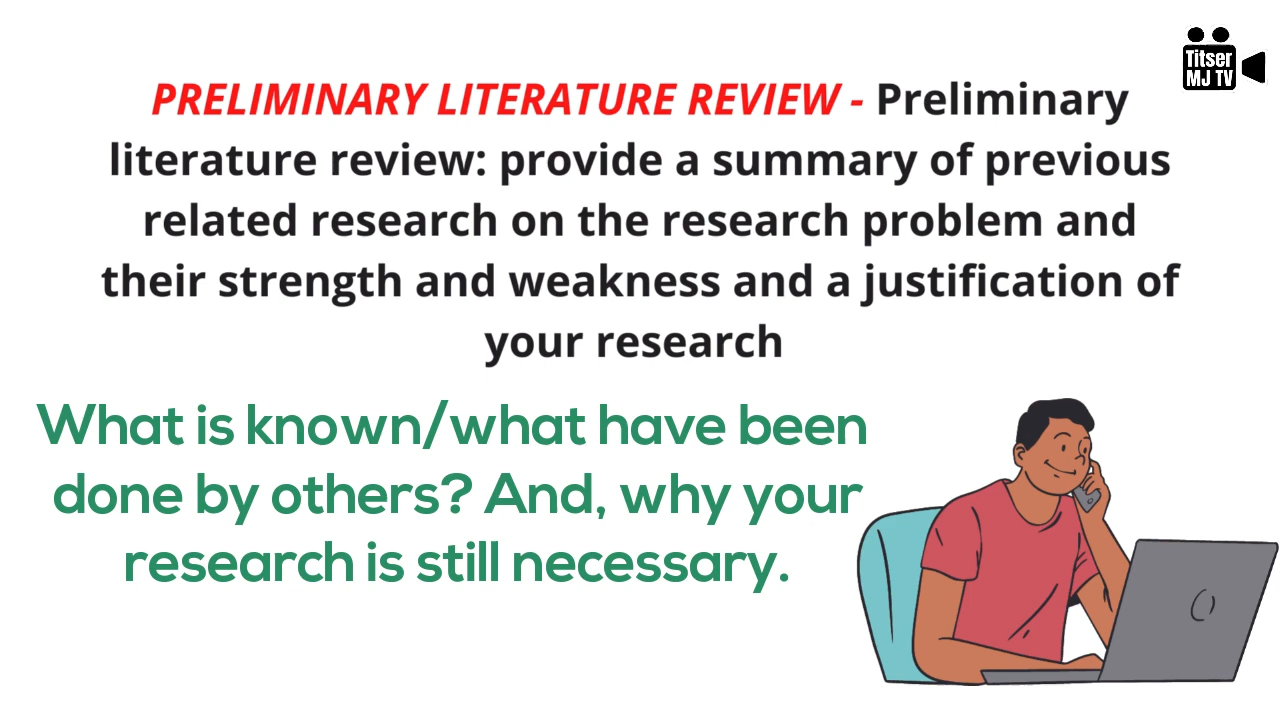 Titser
MJ TV
PRELIMINARY LITERATURE REVIEW - Preliminary
literature review: provide a summary of previous
related research on the research problem and
their strength and weakness and a justification of
your research
What is known/what have been
done by others? And, why your
research is still necessary.